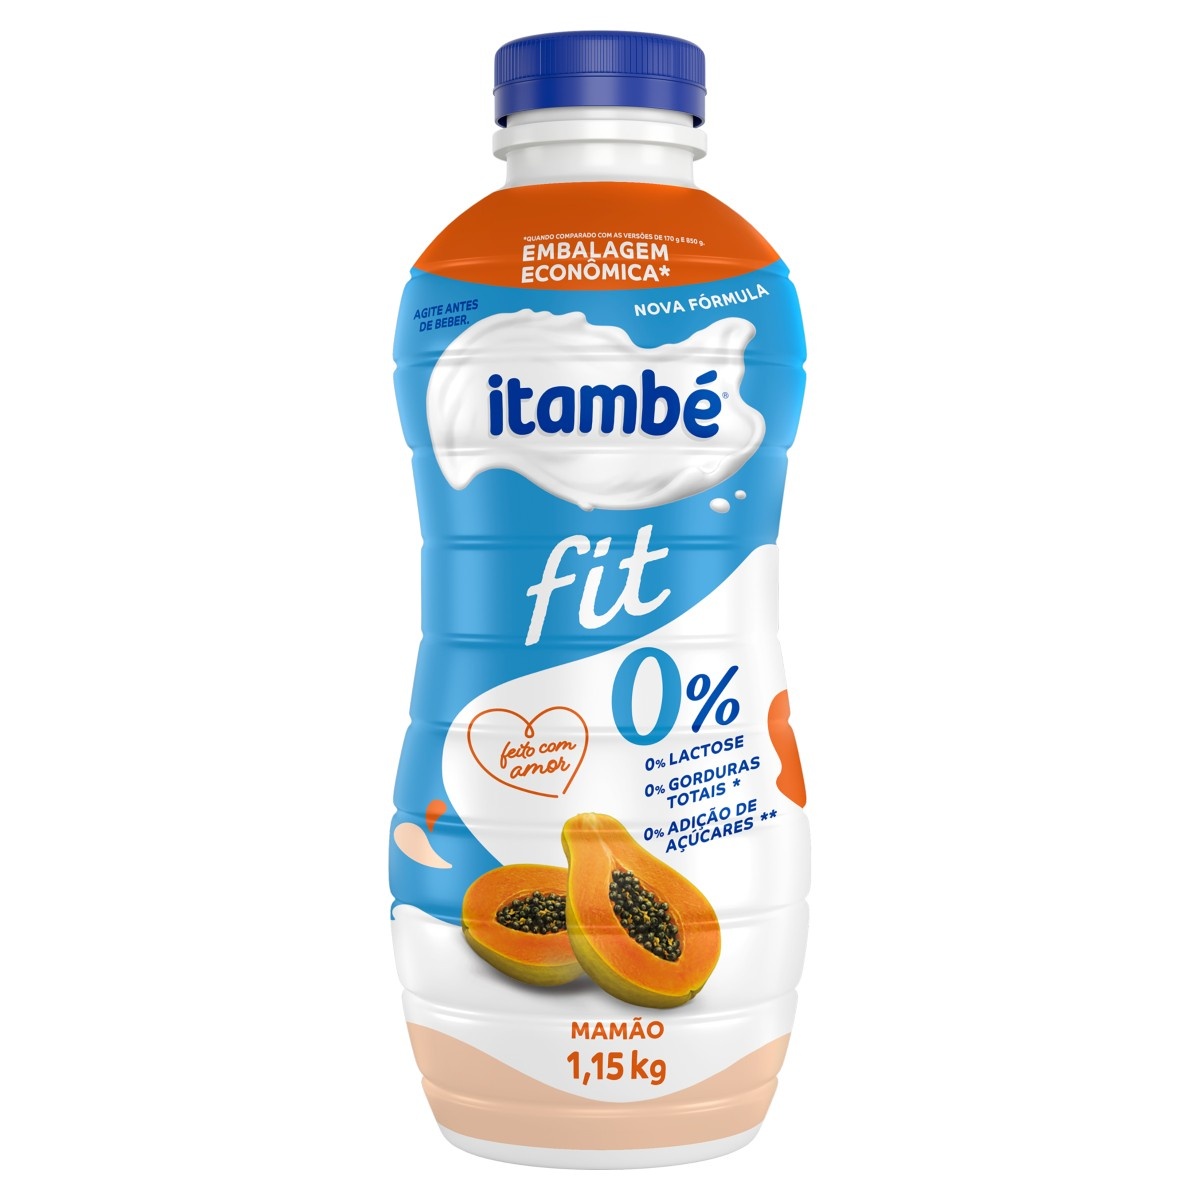 *QUANDO COMPARADO COM AS VERSÕES DE 170 g E 850 g.
EMBALAGEM
ECONÔMICA*
AGITE ANTES
DE BEBER.
NOVA FÓRMULA
itambé®
fit
0%
0% LACTOSE
0% GORDURAS
TOTAIS *
0% ADIÇÃO DE
AÇÚCARES **
feito com
amor
MAMÃO
1,15 kg